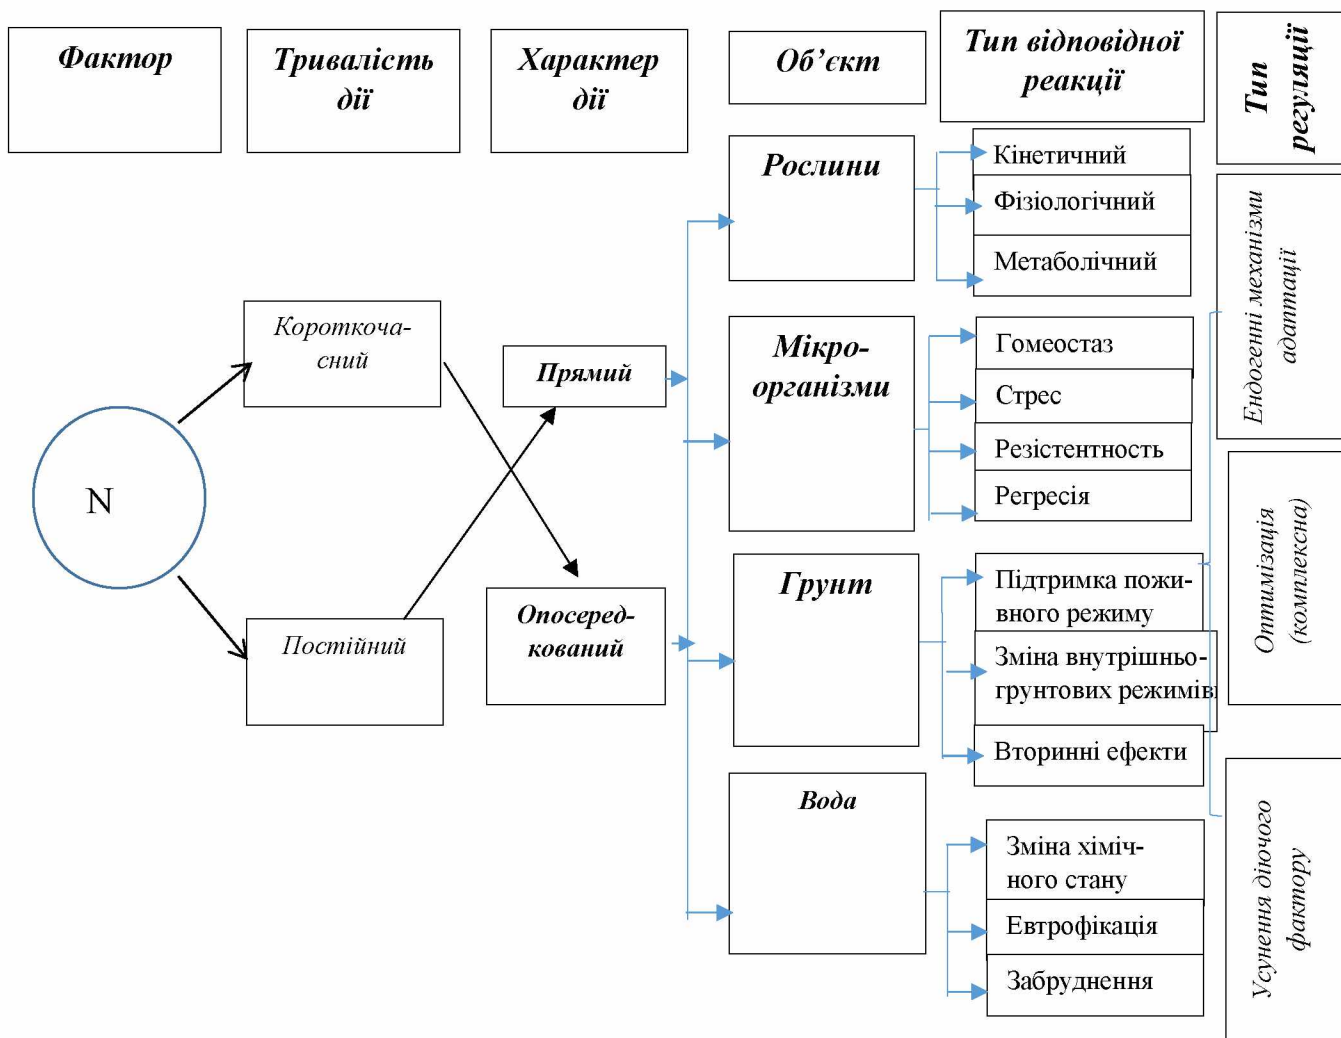 Фактор
Тривалість
дії
Характер
дії
Об’єкт
Тип відповідної
реакції
Тип
регуляції
N
Короткоча-
сний
Постійний
Прямий
Опосеред-
кований
Рослини
Кінетичний
Фізіологічний
Метаболічний
Мікро-
організми
Гомеостаз
Стрес
Резістентность
Регресія
Грунт
Підтримка пожи-
вного режиму
Зміна внутрішньо-
грунтових режимів
Вторинні ефекти
Вода
Зміна хіміч-
ного стану
Евтрофікація
Забруднення
Ендогенні механізми
адаптації
Оптимізація
(комплексна)
Усунення діючого
фактору